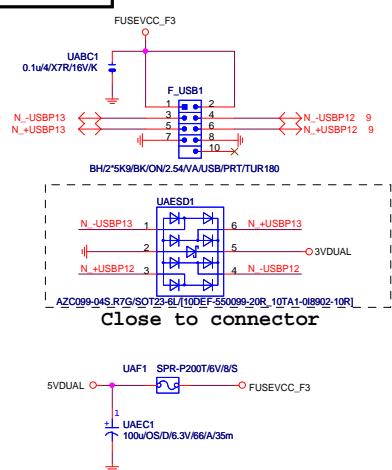 FUSEVCC_F3
UABC1
0.1u/4/X7R/16V/K
F_USB1
1 2
N_-USBP13 3 4 N_-USBP12 9
N_+USBP13 5 6 N_+USBP12 9
7 8
10
BH/2*5K9/BK/ON/2.54/VA/USB/PRT/TUR180
UAESD1
N_-USBP13 1 6 N_+USBP13
2 5 3VDUAL
N_+USBP12 3 4 N_-USBP12
AZC099-04S.R7G/SOT23-6L/[10DEF-550099-20R_10TA1-0I8902-10R]
Close to connector
UAF1 SPR-P200T/6V/8/S
5VDUAL FUSEVCC_F3
1
+ UAEC1
100u/OS/D/6.3V/66/A/35m